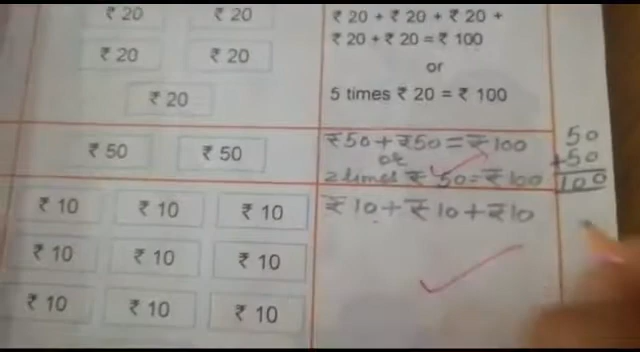 ₹ 20 ₹ 20
₹ 20 ₹ 20
₹ 20
₹ 20 + ₹ 20 + ₹ 20 +
₹ 20 + ₹ 20 = ₹ 100
or
5 times ₹ 20 = ₹ 100
₹ 50 ₹ 50
₹50+₹50=₹100
or
2 times ₹ 50=₹100
50
+50
100
₹ 10 ₹ 10 ₹ 10
₹ 10 ₹ 10 ₹ 10
₹ 10 ₹ 10 ₹ 10
₹10+₹10+₹10